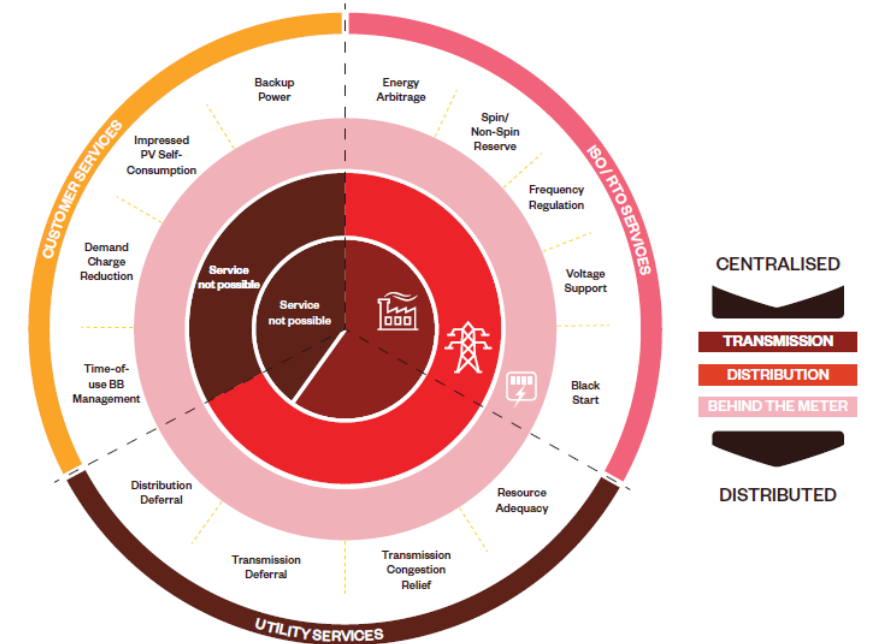 Backup
Power
Energy
Arbitrage
Impressed
PV Self-
Consumption
Spin/
Non-Spin
Reserve
CUSTOMER SERVICES
ISO / RTO SERVICES
Frequency
Regulation
Demand
Charge
Reduction
Service
not possible
Service
not possible
Voltage
Support
Time-of-
use BB
Management
Black
Start
Distribution
Deferral
Resource
Adequacy
Transmission
Deferral
Transmission
Congestion
Relief
UTILITY SERVICES
CENTRALISED
TRANSMISSION
DISTRIBUTION
BEHIND THE METER
DISTRIBUTED